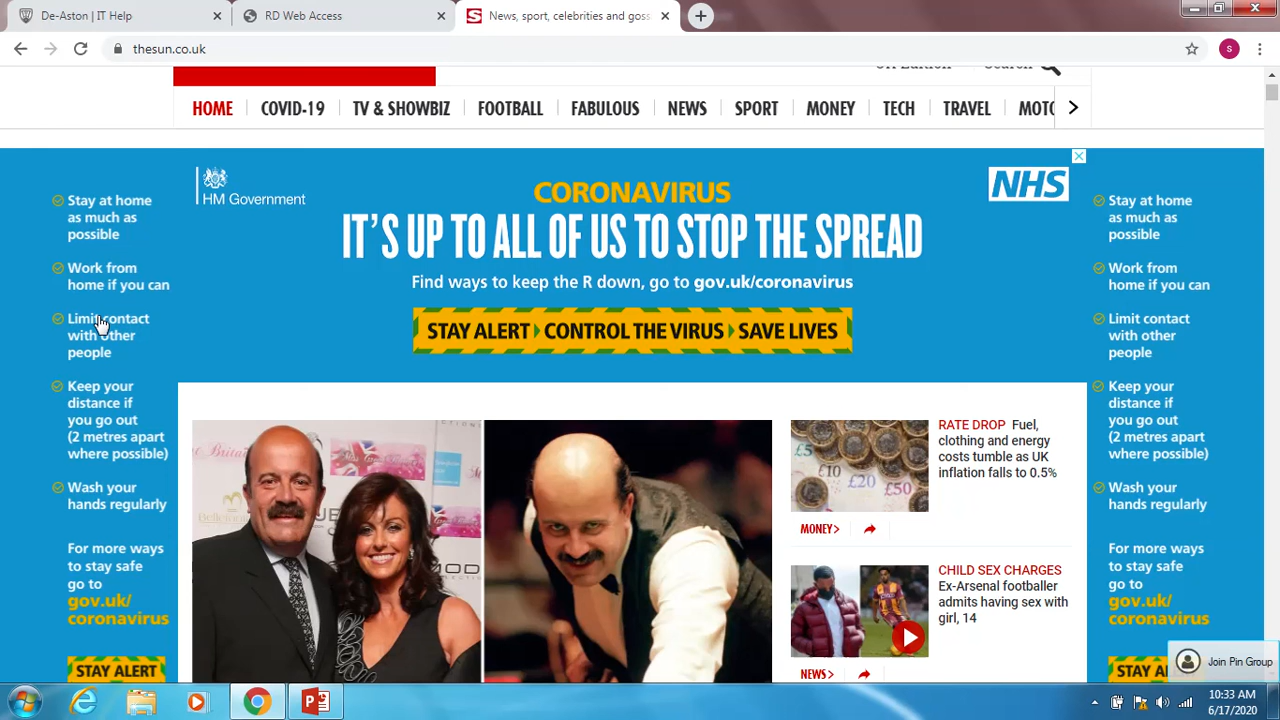 De-Aston | IT Help
RD Web Access
News, sport, celebrities and goss
thesun.co.uk
s
HOME
COVID-19
TV & SHOWBIZ
FOOTBALL
FABULOUS
NEWS
SPORT
MONEY
TECH
TRAVEL
MOTO
HM Government
CORONAVIRUS
NHS
IT'S UP TO ALL OF US TO STOP THE SPREAD
Find ways to keep the R down, go to gov.uk/coronavirus
STAY ALERT CONTROL THE VIRUS SAVE LIVES
Stay at home
as much as
possible
Work from
home if you can
Limit contact
with other
people
Keep your
distance if
you go out
(2 metres apart
where possible)
Wash your
hands regularly
For more ways
to stay safe
go to
gov.uk/
coronavirus
STAY ALERT
RATE DROP Fuel,
clothing and energy
costs tumble as UK
inflation falls to 0.5%
£5
£10
£20
£50
MONEY>
CHILD SEX CHARGES
Ex-Arsenal footballer
admits having sex with
girl, 14
NEWS>
Stay at home
as much as
possible
Work from
home if you can
Limit contact
with other
people
Keep your
distance if
you go out
(2 metres apart
where possible)
Wash your
hands regularly
For more ways
to stay safe
go to
gov.uk/
coronavirus
STAY AL
Join Pin Group
10:33 AM
6/17/2020